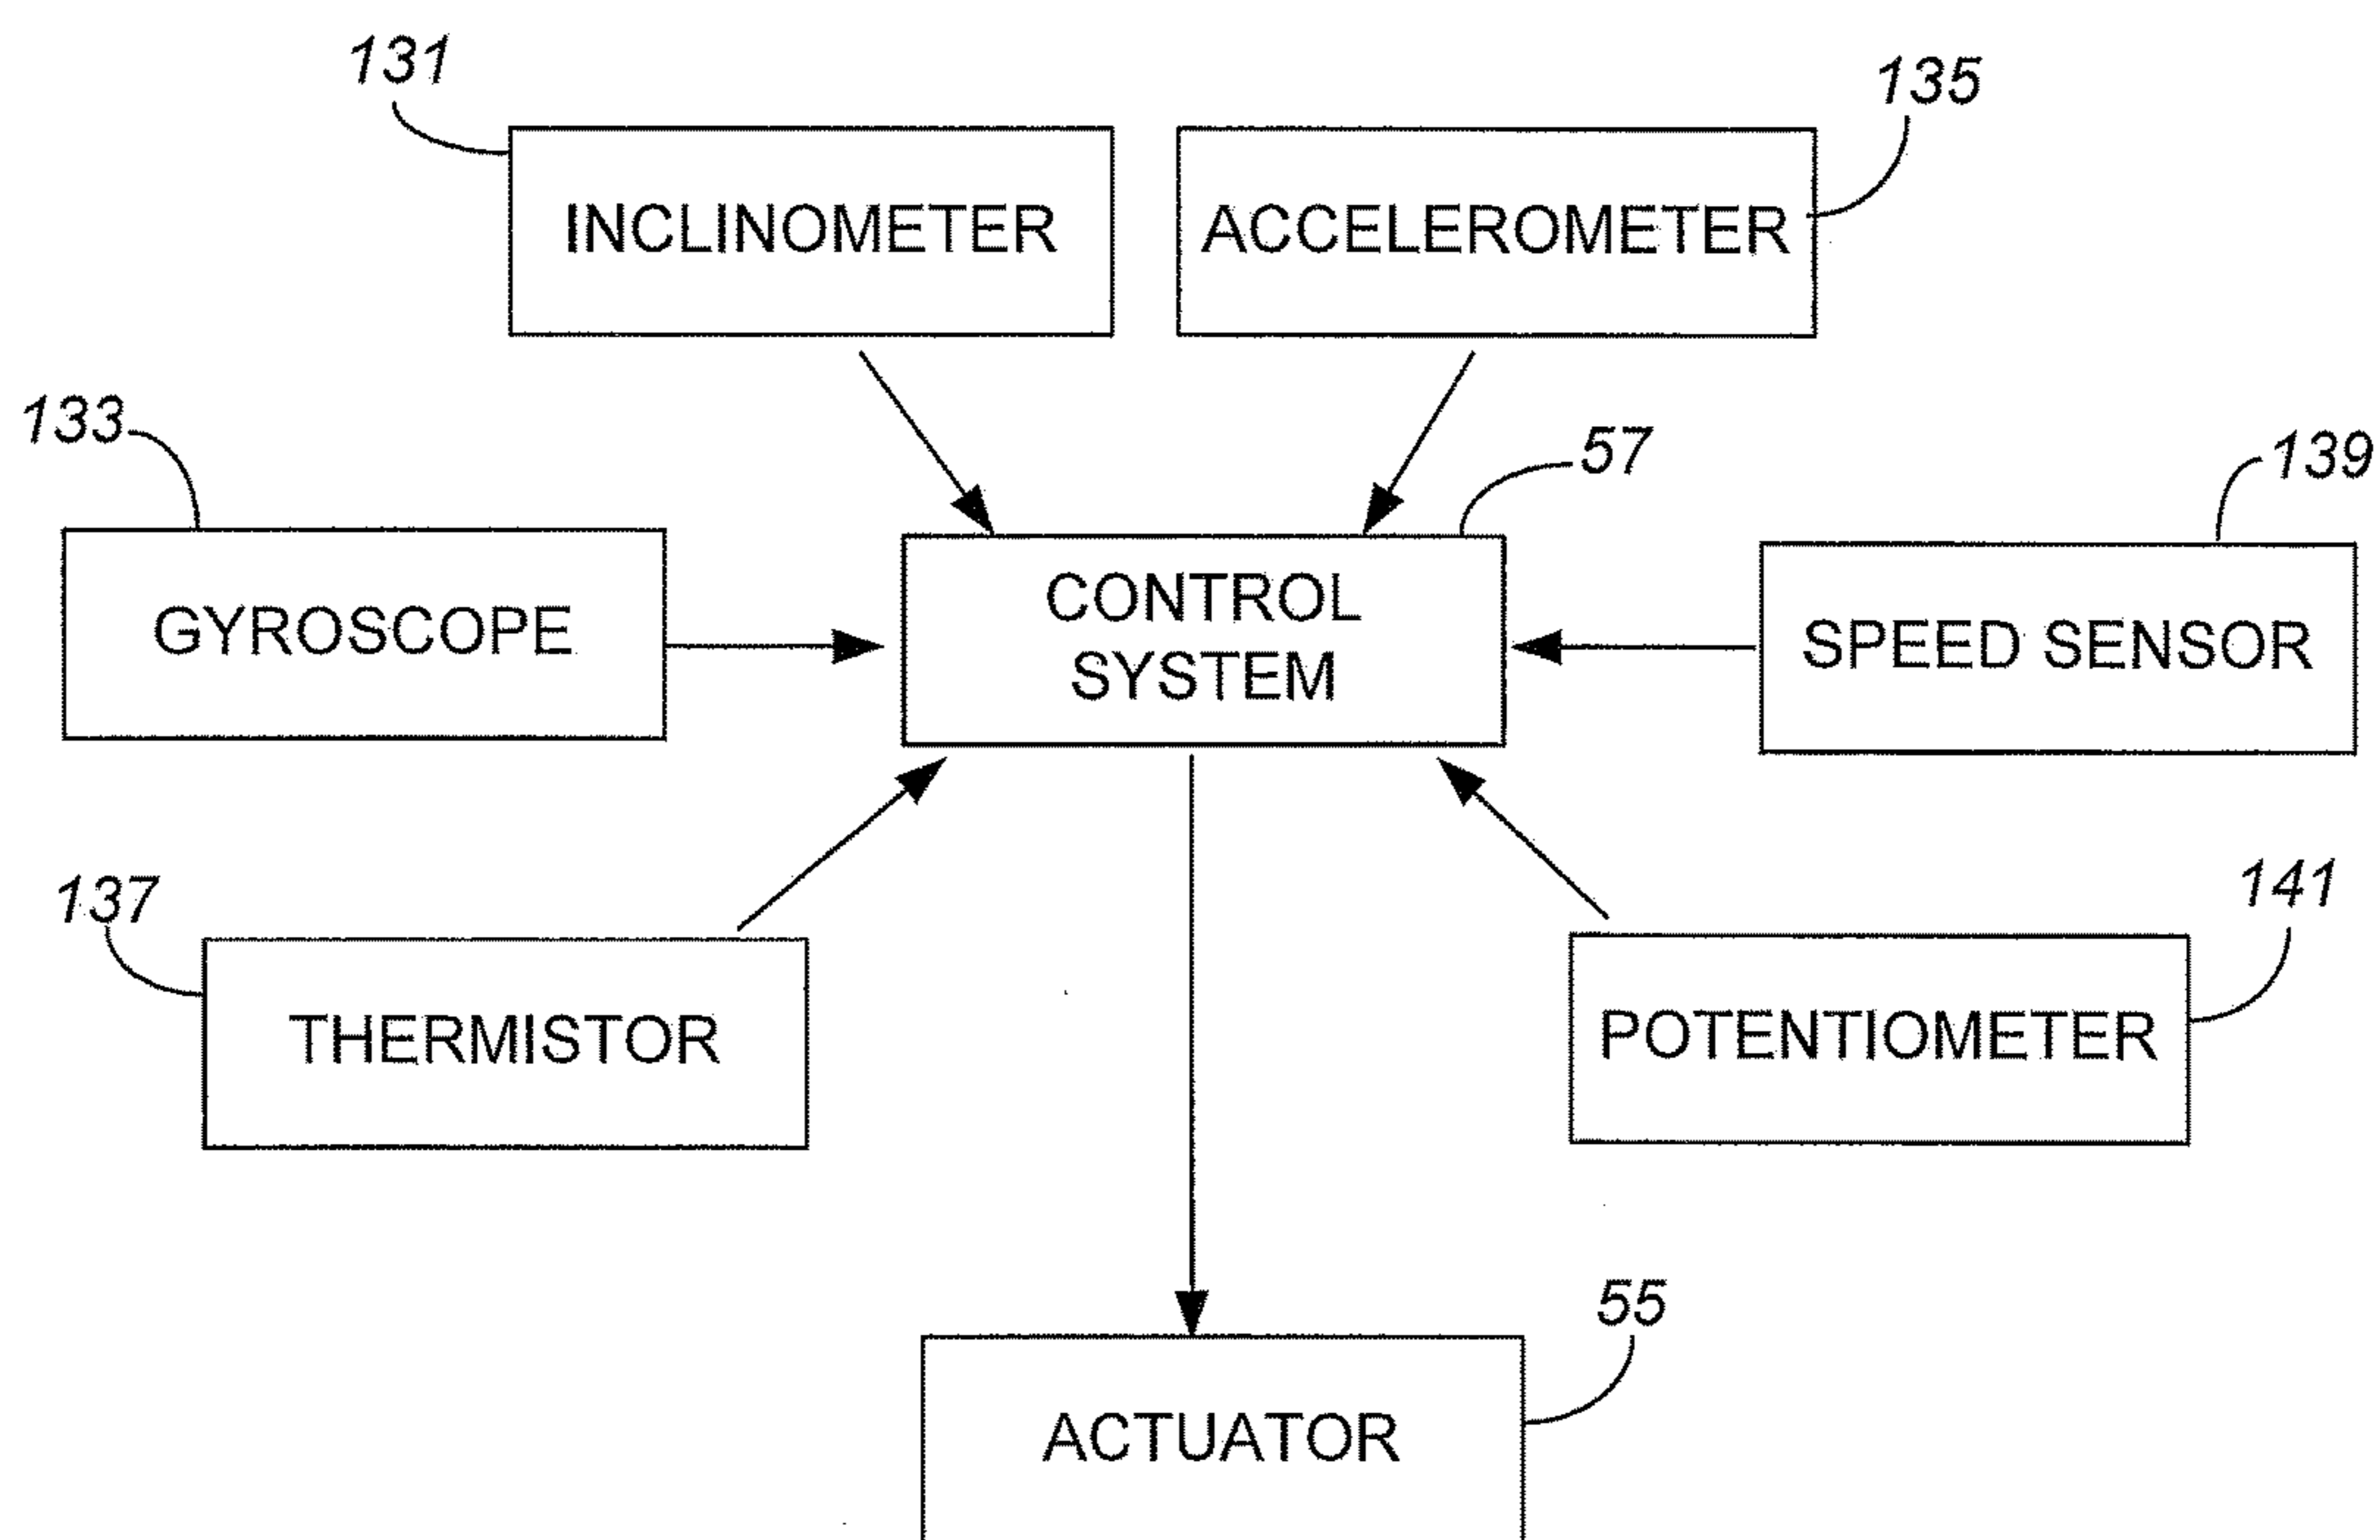 131
135
INCLINOMETER
ACCELEROMETER
133
57
139
GYROSCOPE
CONTROL
SYSTEM
SPEED SENSOR
137
141
THERMISTOR
POTENTIOMETER
55
ACTUATOR